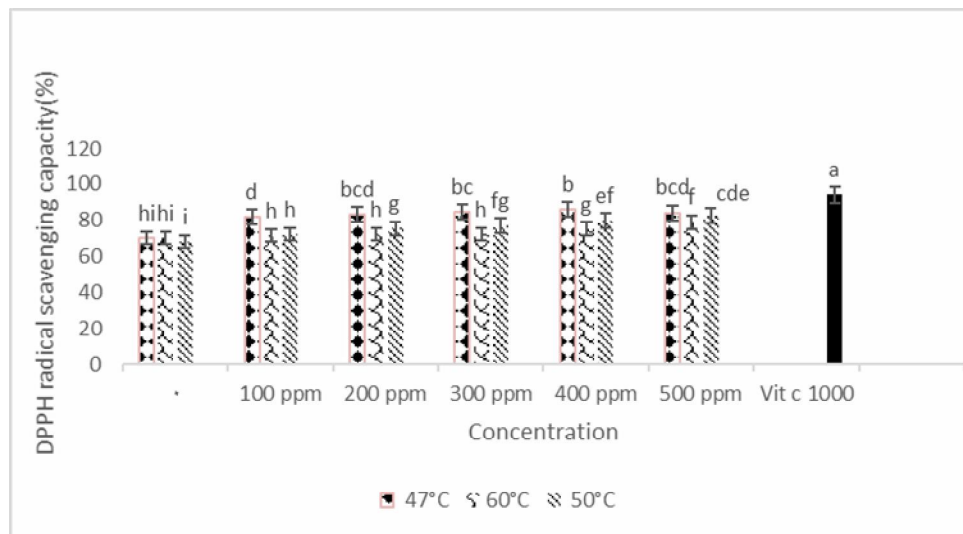 DPPH radical scavenging capacity(%)
120
100
80
60
40
20
0
hi hi i
d h h
bcd h g
bc h fg
b g ef
bcd f cde
a
. 100 ppm 200 ppm 300 ppm 400 ppm 500 ppm Vit c 1000
Concentration
47°C 60°C 50°C